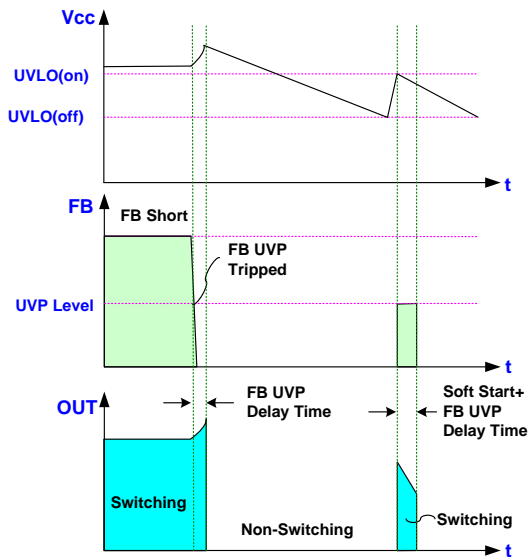 Vcc
UVLO(on)
UVLO(off)
t
FB
FB Short
FB UVP
Tripped
UVP Level
t
OUT
FB UVP
Delay Time
Soft Start+
FB UVP
Delay Time
Switching
Non-Switching
Switching
t